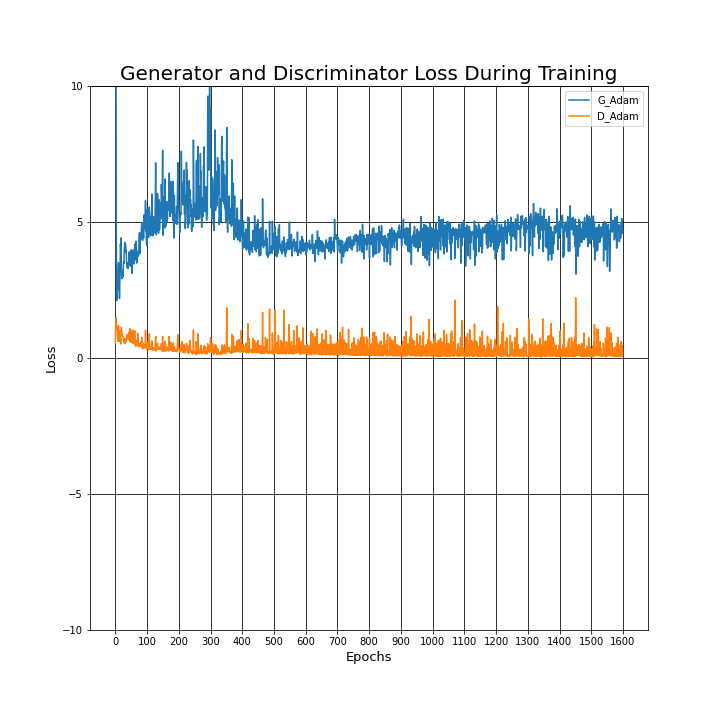 Generator and Discriminator Loss During Training
G_Adam
D_Adam
10
5
0
−5
−10
Loss
0 100 200 300 400 500 600 700 800 900 1000 1100 1200 1300 1400 1500 1600
Epochs